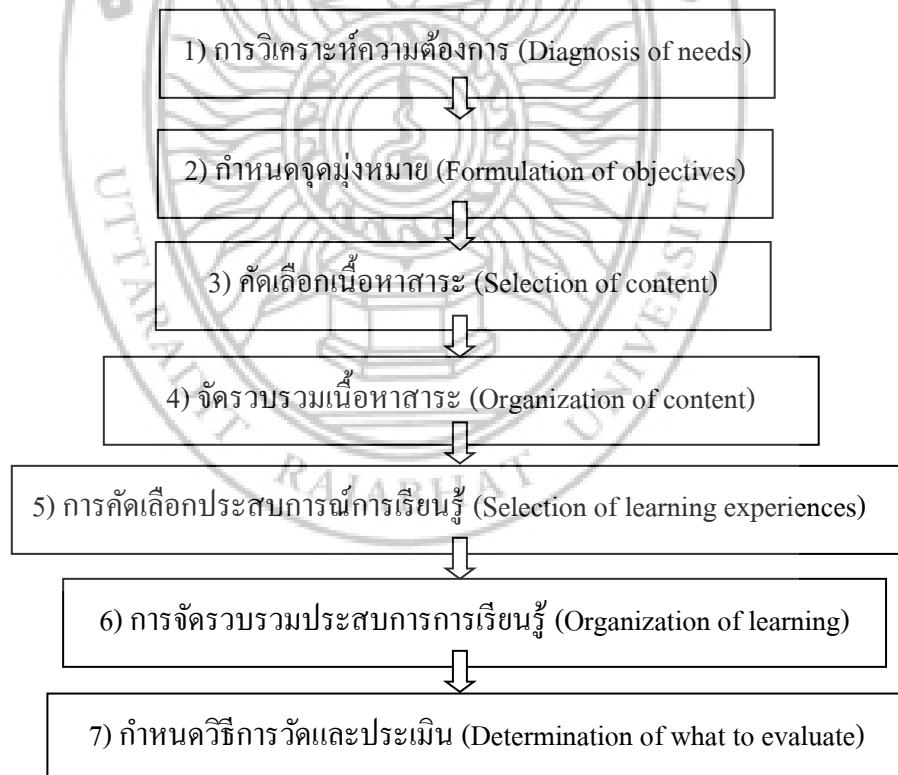 1) การวิเคราะห์ความต้องการ (Diagnosis of needs)
2) กำหนดจุดมุ่งหมาย (Formulation of objectives)
3) คัดเลือกเนื้อหาสาระ (Selection of content)
4) จัดรวบรวมเนื้อหาสาระ (Organization of content)
5) การคัดเลือกประสบการณ์การเรียนรู้ (Selection of learning experiences)
6) การจัดรวบรวมประสบการการเรียนรู้ (Organization of learning)
7) กำหนดวิธีการวัดและประเมิน (Determination of what to evaluate)
UTTARADIT RAJABHAT UNIVERSIT